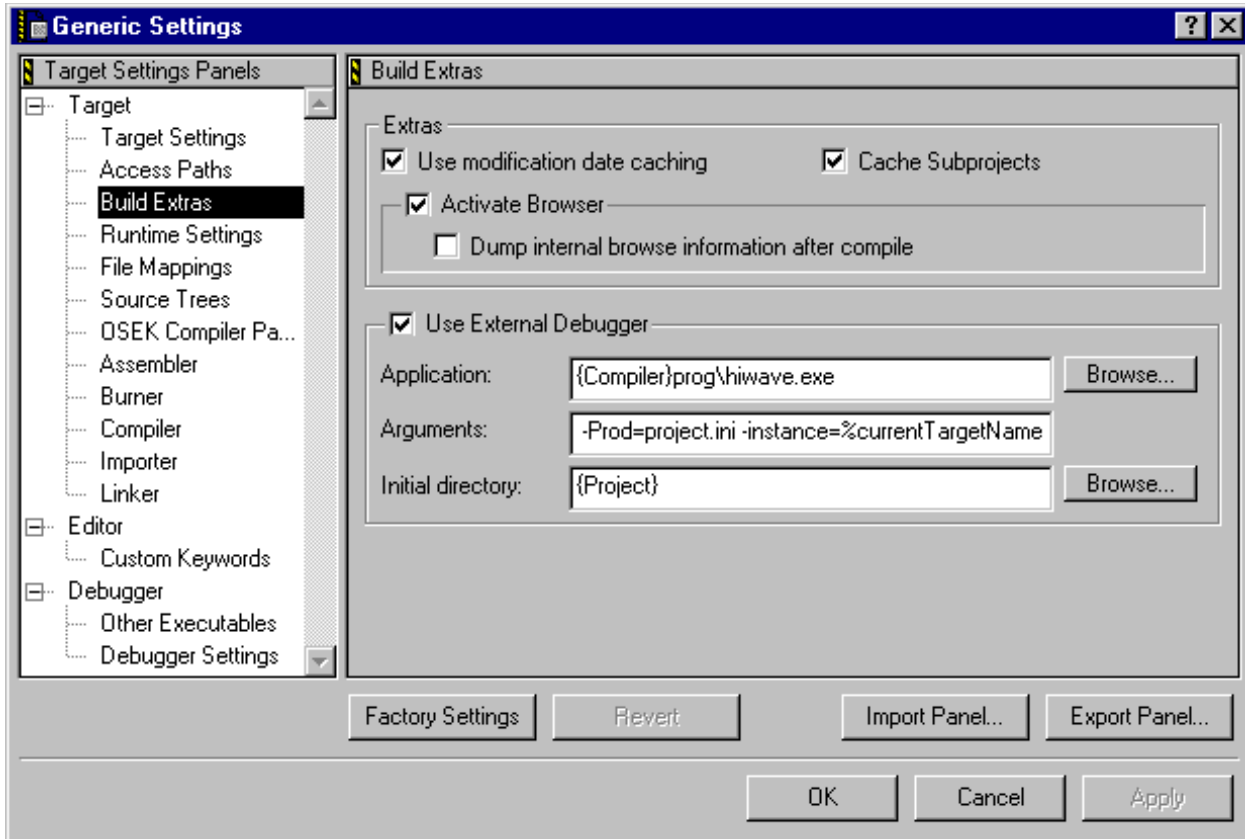 Generic Settings
Target Settings Panels
Target
Target Settings
Access Paths
Build Extras
Runtime Settings
File Mappings
Source Trees
OSEK Compiler Pa...
Assembler
Burner
Compiler
Importer
Linker
Editor
Custom Keywords
Debugger
Other Executables
Debugger Settings
Build Extras
Extras
Use modification date caching
Cache Subprojects
Activate Browser
Dump internal browse information after compile
Use External Debugger
Application:
{Compiler}prog\hiwave.exe
Browse...
Arguments:
-Prod=project.ini -instance=%currentTargetName
Initial directory:
{Project}
Browse...
Factory Settings
Revert
Import Panel...
Export Panel...
OK
Cancel
Apply